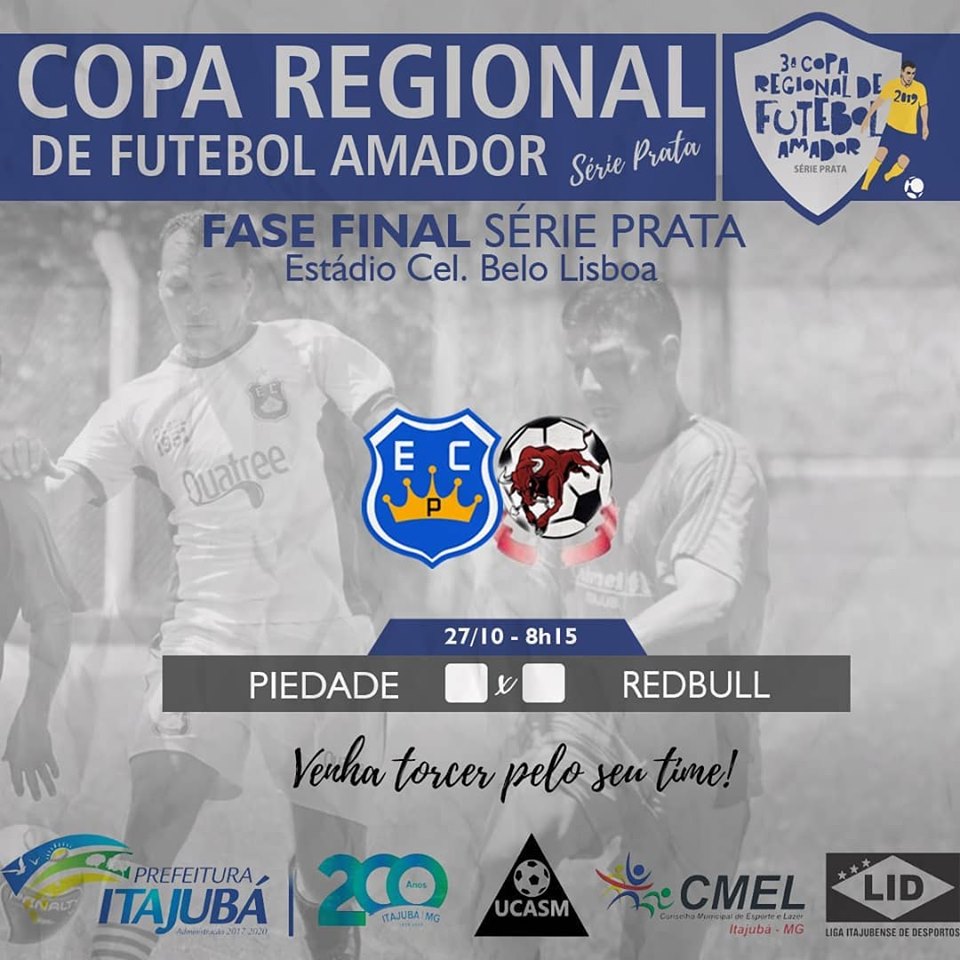 COPA REGIONAL
DE FUTEBOL AMADOR Série Prata
3ª COPA
REGIONAL DE
FUTEBOL
AMADOR
SÉRIE PRATA
2019
FASE FINAL SÉRIE PRATA
Estádio Cel. Belo Lisboa
E C
Quatree
E C
P
27/10 - 8h15
PIEDADE x REDBULL
Venha torcer pelo seu time!
PREFEITURA
ITAJUBÁ
Administração 2017-2020
200
Anos
ITAJUBÁ | MG
UCASM
CMEL
Conselho Municipal de Esporte e Lazer
Itajubá - MG
LID
LIGA ITAJUBENSE DE DESPORTOS